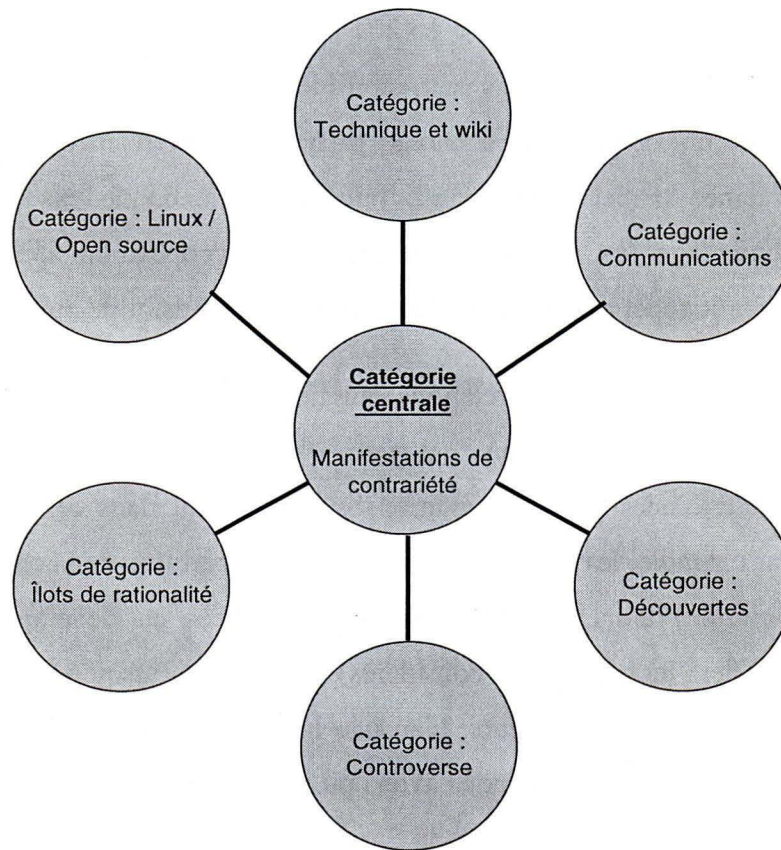 Catégorie :
Technique et wiki
Catégorie : Linux /
Open source
Catégorie :
Communications
Catégorie
centrale
Manifestations de
contrariété
Catégorie :
Îlots de rationalité
Catégorie :
Découvertes
Catégorie :
Controverse